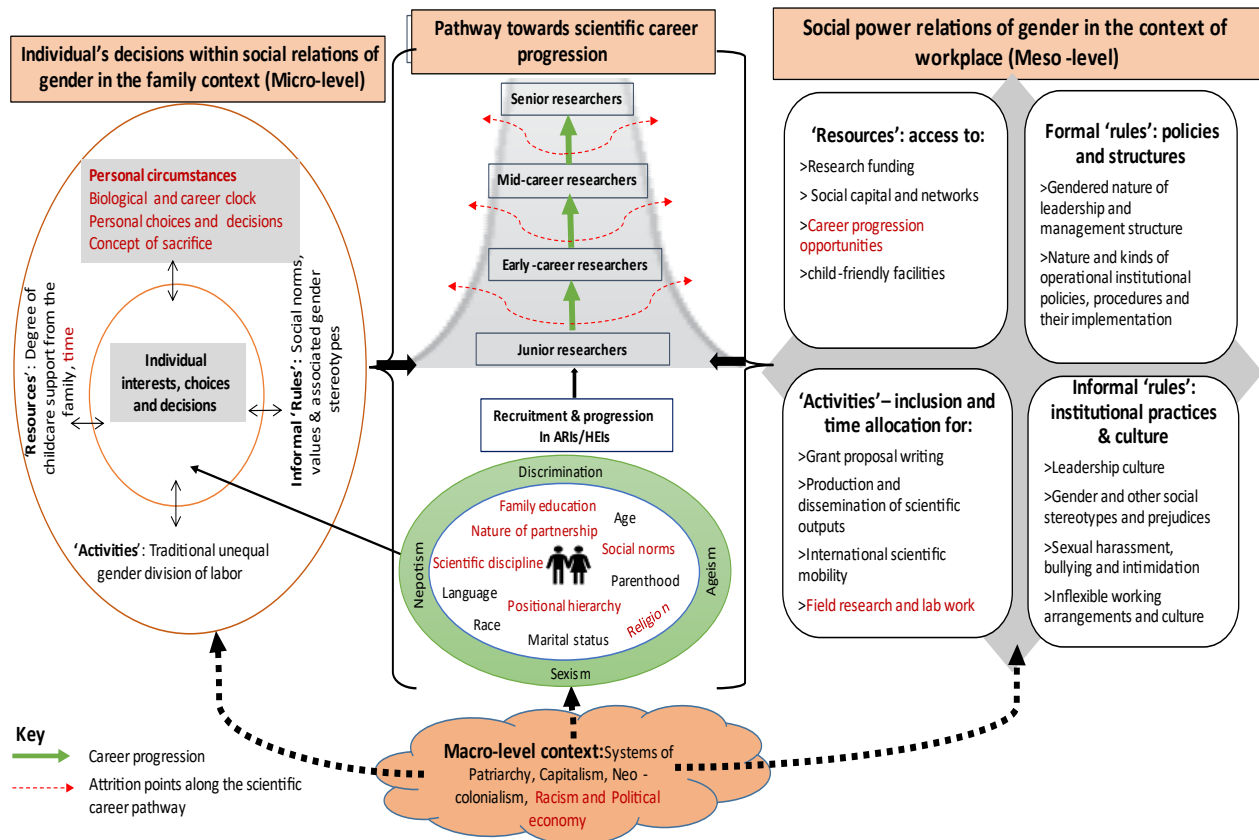 Individual's decisions within social relations of
gender in the family context (Micro-level)
Personal circumstances
Biological and career clock
Personal choices and decisions
Concept of sacrifice
'Resources': Degree of
childcare support from the
family, time
Individual
interests, choices
and decisions
Informal 'Rules': Social norms,
values & associated gender
stereotypes
'Activities': Traditional unequal
gender division of labor
Pathway towards scientific career
progression
Senior researchers
Mid-career researchers
Early-career researchers
Junior researchers
Recruitment & progression
In ARIs/HEIs
Discrimination
Nepotism
Ageism
Sexism
Family education
Age
Nature of partnership
Social norms
Scientific discipline
Parenthood
Language
Positional hierarchy
Race
Religion
Marital status
Social power relations of gender in the context of
workplace (Meso -level)
'Resources': access to:
>Research funding
> Social capital and networks
>Career progression
opportunities
>child-friendly facilities
Formal 'rules': policies
and structures
>Gendered nature of
leadership and
management structure
>Nature and kinds of
operational institutional
policies, procedures and
their implementation
'Activities'– inclusion and
time allocation for:
>Grant proposal writing
>Production and
dissemination of scientific
outputs
>International scientific
mobility
>Field research and lab work
Informal 'rules':
institutional practices
& culture
>Leadership culture
>Gender and other social
stereotypes and prejudices
>Sexual harassment,
bullying and intimidation
>Inflexible working
arrangements and culture
Macro-level context:Systems of
Patriarchy, Capitalism, Neo -
colonialism, Racism and Political
economy
Key
Career progression
Attrition points along the scientific
career pathway